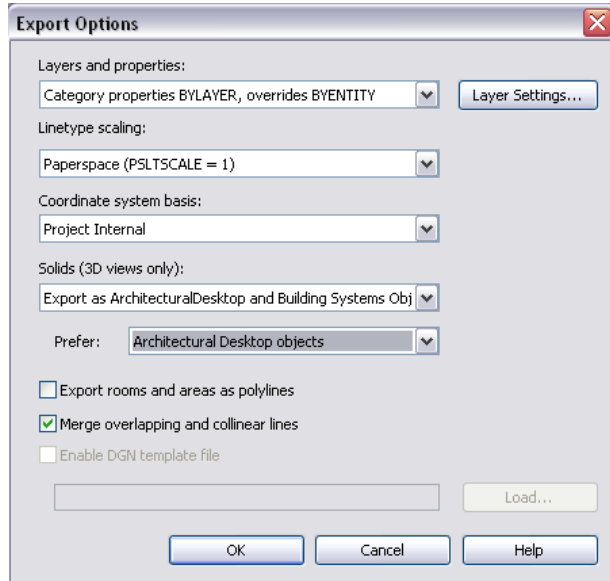 Export Options
Layers and properties:
Category properties BYLAYER, overrides BYENTITY
Layer Settings...
Linetype scaling:
Paperspace (PSLTSCALE = 1)
Coordinate system basis:
Project Internal
Solids (3D views only):
Export as ArchitecturalDesktop and Building Systems Obj
Prefer: Architectural Desktop objects
Export rooms and areas as polylines
Merge overlapping and collinear lines
Enable DGN template file
Load...
OK Cancel Help